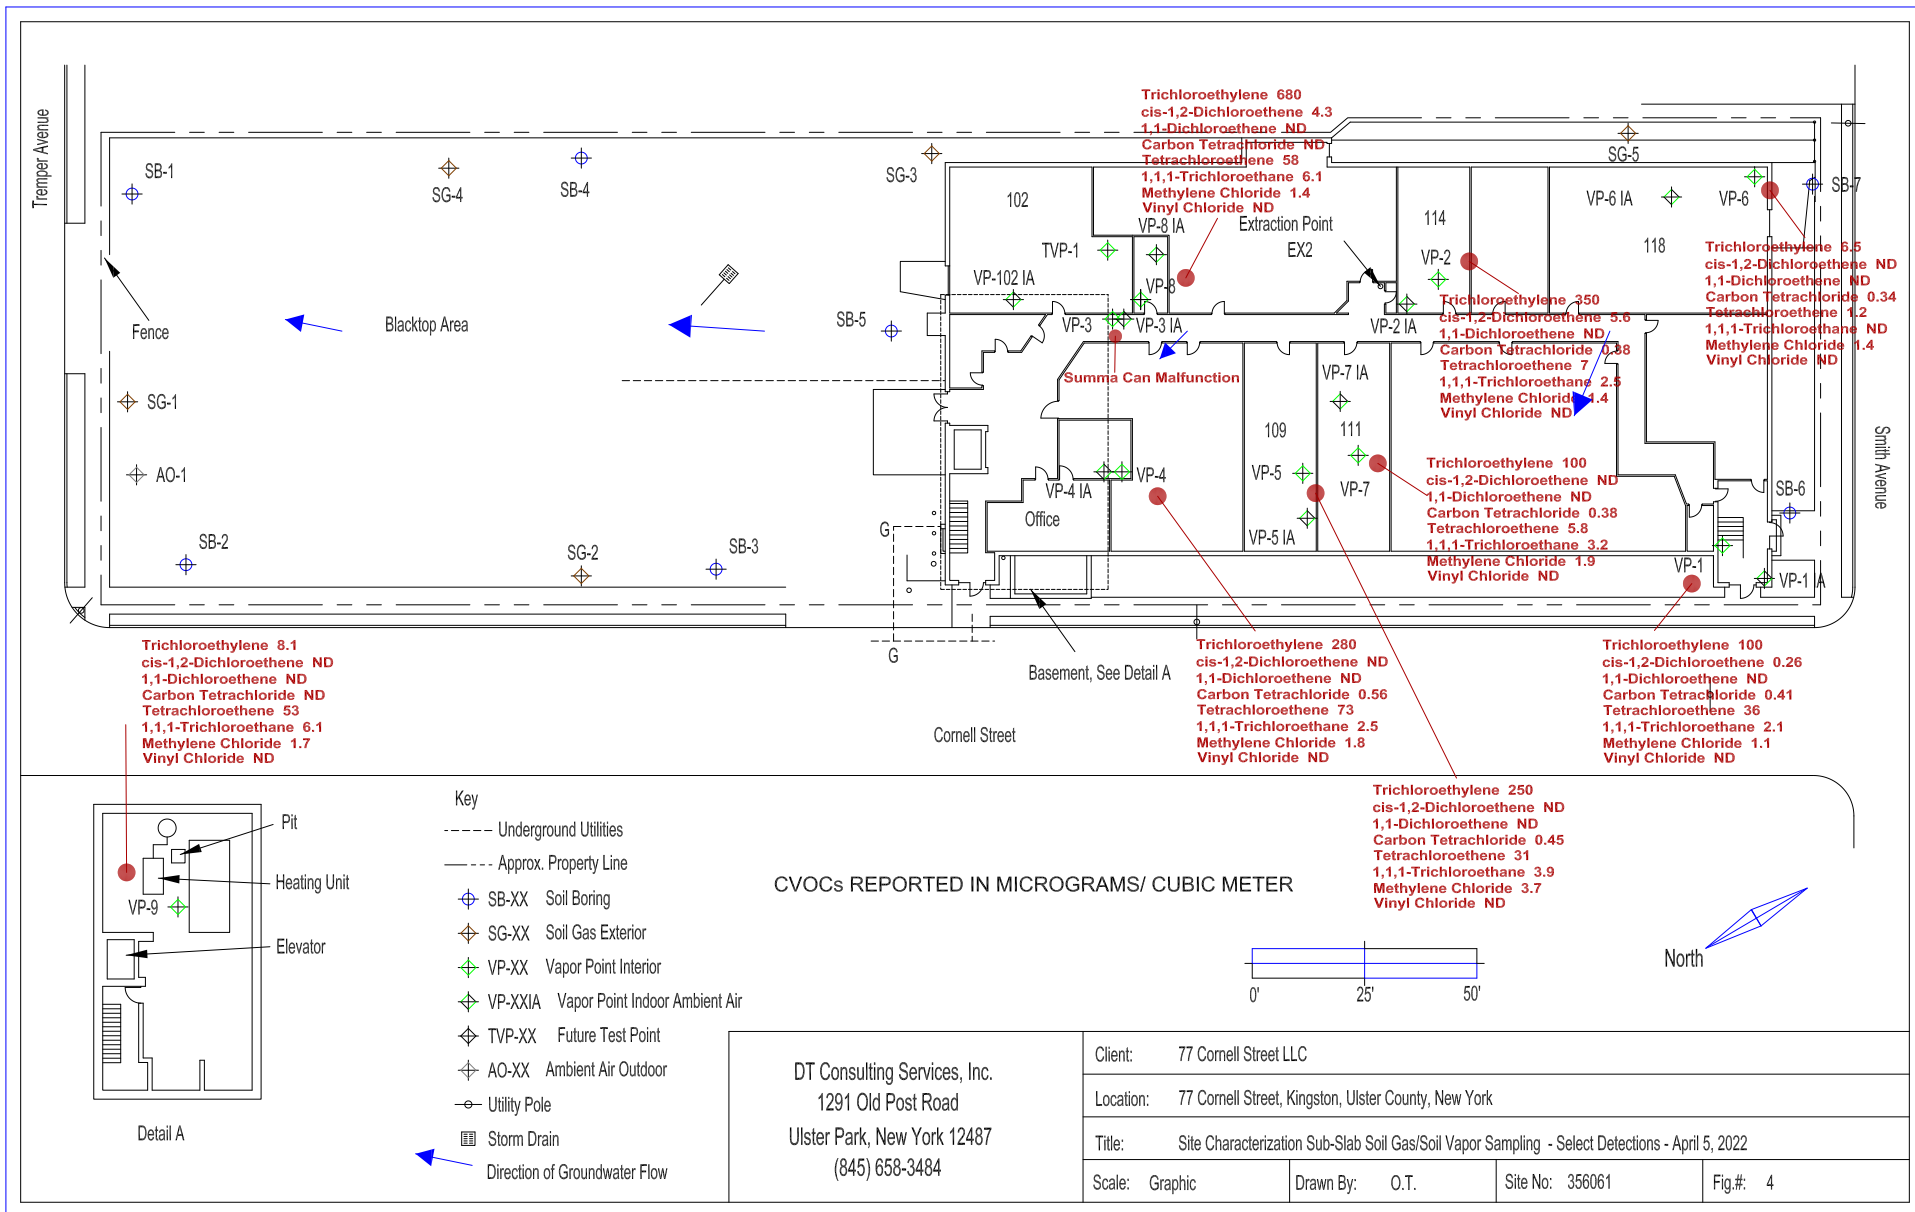 Tremper Avenue
SB-1
SG-4
SB-4
SG-3
Fence
Blacktop Area
SB-5
SG-1
AO-1
SB-2
SG-2
SB-3
Trichloroethylene 680
cis-1,2-Dichloroethene 4.3
1,1-Dichloroethene ND
Carbon Tetrachloride ND
Tetrachloroethene 58
1,1,1-Trichloroethane 6.1
Methylene Chloride 1.4
Vinyl Chloride ND
102
TVP-1
VP-8 IA
VP-8
VP-102 IA
VP-3
VP-3 IA
Summa Can Malfunction
Extraction Point
EX2
114
VP-2
VP-2 IA
SG-5
VP-6 IA
VP-6
118
SB-7
Trichloroethylene 6.5
cis-1,2-Dichloroethene ND
1,1-Dichloroethene ND
Carbon Tetrachloride 0.34
Tetrachloroethene 1.2
1,1,1-Trichloroethane ND
Methylene Chloride 1.4
Vinyl Chloride ND
Trichloroethylene 350
cis-1,2-Dichloroethene 5.6
1,1-Dichloroethene ND
Carbon Tetrachloride 0.38
Tetrachloroethene 7
1,1,1-Trichloroethane 2.5
Methylene Chloride 1.4
Vinyl Chloride ND
VP-7 IA
109
111
VP-5
VP-7
VP-5 IA
VP-4 IA
VP-4
Office
G
G
Trichloroethylene 100
cis-1,2-Dichloroethene ND
1,1-Dichloroethene ND
Carbon Tetrachloride 0.38
Tetrachloroethene 5.8
1,1,1-Trichloroethane 3.2
Methylene Chloride 1.9
Vinyl Chloride ND
SB-6
VP-1
VP-1 A
Smith Avenue
Trichloroethylene 8.1
cis-1,2-Dichloroethene ND
1,1-Dichloroethene ND
Carbon Tetrachloride ND
Tetrachloroethene 53
1,1,1-Trichloroethane 6.1
Methylene Chloride 1.7
Vinyl Chloride ND
Basement, See Detail A
Cornell Street
Trichloroethylene 280
cis-1,2-Dichloroethene ND
1,1-Dichloroethene ND
Carbon Tetrachloride 0.56
Tetrachloroethene 73
1,1,1-Trichloroethane 2.5
Methylene Chloride 1.8
Vinyl Chloride ND
Trichloroethylene 100
cis-1,2-Dichloroethene 0.26
1,1-Dichloroethene ND
Carbon Tetrachloride 0.41
Tetrachloroethene 36
1,1,1-Trichloroethane 2.1
Methylene Chloride 1.1
Vinyl Chloride ND
Trichloroethylene 250
cis-1,2-Dichloroethene ND
1,1-Dichloroethene ND
Carbon Tetrachloride 0.45
Tetrachloroethene 31
1,1,1-Trichloroethane 3.9
Methylene Chloride 3.7
Vinyl Chloride ND
Pit
Heating Unit
VP-9
Elevator
Detail A
Key
Underground Utilities
Approx. Property Line
SB-XX Soil Boring
SG-XX Soil Gas Exterior
VP-XX Vapor Point Interior
VP-XXIA Vapor Point Indoor Ambient Air
TVP-XX Future Test Point
AO-XX Ambient Air Outdoor
Utility Pole
Storm Drain
Direction of Groundwater Flow
CVOCs REPORTED IN MICROGRAMS/ CUBIC METER
0' 25' 50'
North
DT Consulting Services, Inc.
1291 Old Post Road
Ulster Park, New York 12487
(845) 658-3484
Client: 77 Cornell Street LLC
Location: 77 Cornell Street, Kingston, Ulster County, New York
Title: Site Characterization Sub-Slab Soil Gas/Soil Vapor Sampling - Select Detections - April 5, 2022
Scale: Graphic
Drawn By: O.T.
Site No: 356061
Fig.#: 4